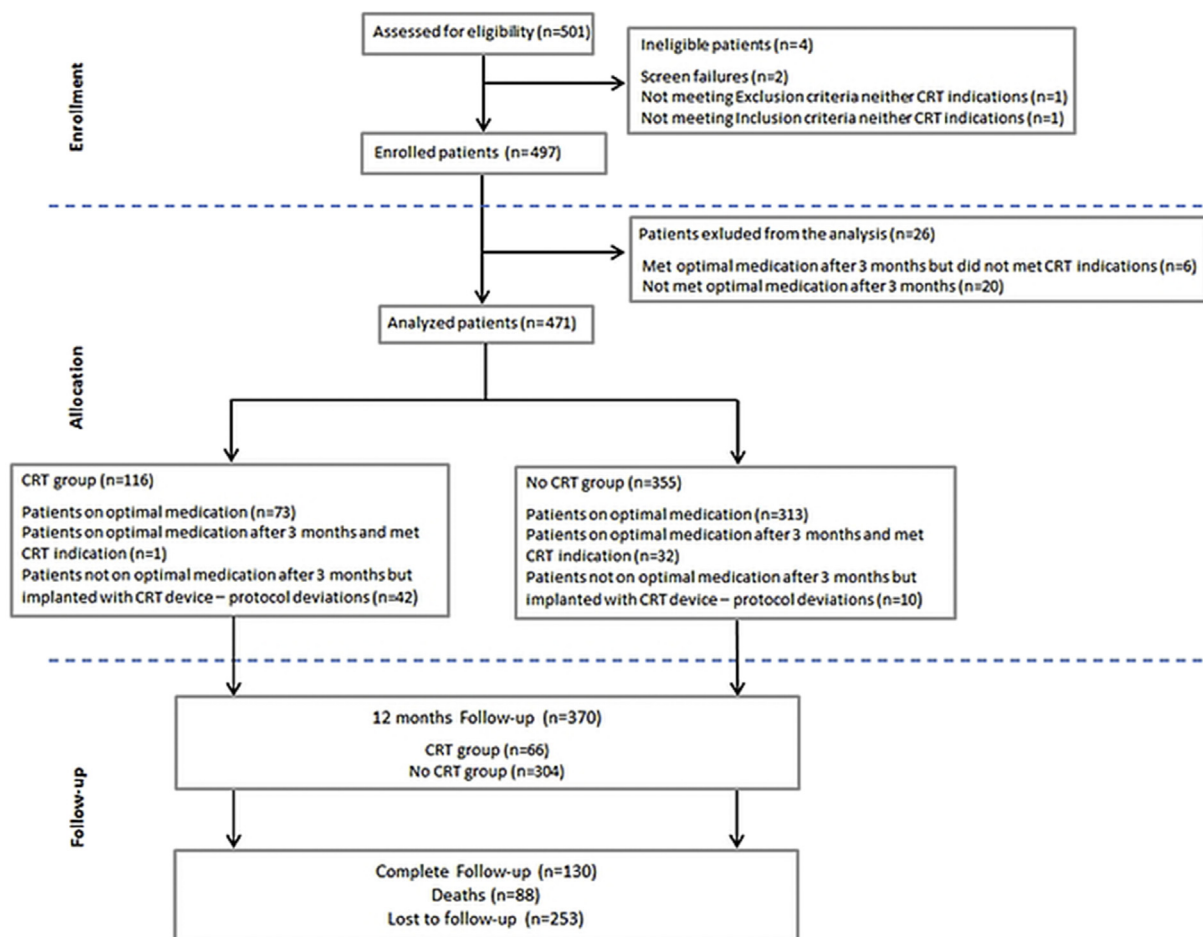 Assessed for eligibility (n=501)
Ineligible patients (n=4)
Screen failures (n=2)
Not meeting Exclusion criteria neither CRT indications (n=1)
Not meeting Inclusion criteria neither CRT indications (n=1)
Enrollment
Enrolled patients (n=497)
Patients exluded from the analysis (n=26)
Met optimal medication after 3 months but did not met CRT indications (n=6)
Not met optimal medication after 3 months (n=20)
Analyzed patients (n=471)
Allocation
CRT group (n=116)
Patients on optimal medication (n=73)
Patients on optimal medication after 3 months and met
CRT indication (n=1)
Patients not on optimal medication after 3 months but
implanted with CRT device – protocol deviations (n=42)
No CRT group (n=355)
Patients on optimal medication (n=313)
Patients on optimal medication after 3 months and met
CRT indication (n=32)
Patients not on optimal medication after 3 months but
implanted with CRT device – protocol deviations (n=10)
12 months Follow-up (n=370)
CRT group (n=66)
No CRT group (n=304)
Follow-up
Complete Follow-up (n=130)
Deaths (n=88)
Lost to follow-up (n=253)